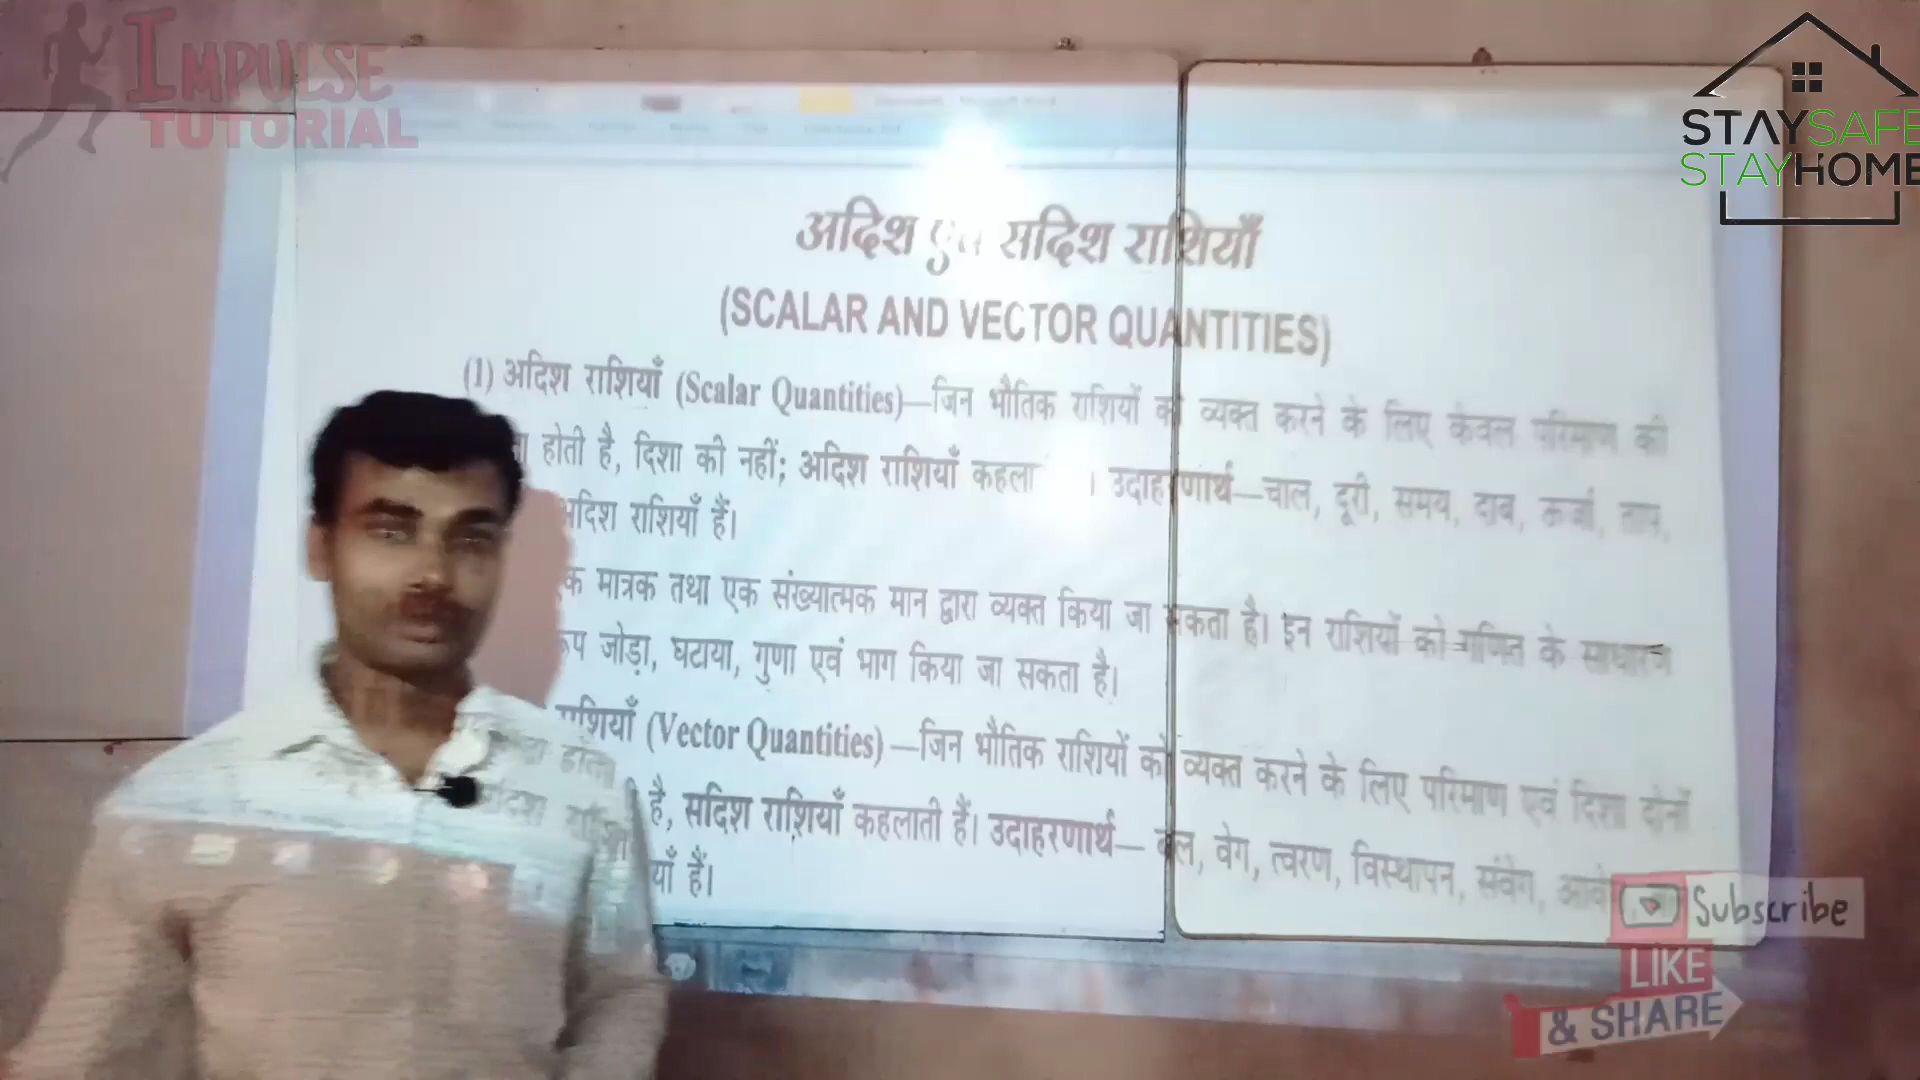 IMPULSE
TUTORIAL
STAYSAFE
STAYHOME
अदिश एवं सदिश राशियाँ
(SCALAR AND VECTOR QUANTITIES)
(1) अदिश राशियाँ (Scalar Quantities)—जिन भौतिक राशियों को व्यक्त करने के लिए केवल परिमाण की
होती है, दिशा की नहीं; अदिश राशियाँ कहला । उदाहरणार्थ—चाल, दूरी, समय, दाब, ऊर्जा, ताप,
अदिश राशियाँ हैं।
मात्रक तथा एक संख्यात्मक मान द्वारा व्यक्त किया जा सकता है। इन राशियों को गणित के साधारण
जोड़ा, घटाया, गुणा एवं भाग किया जा सकता है।
राशियाँ (Vector Quantities) —जिन भौतिक राशियों को व्यक्त करने के लिए परिमाण एवं दिशा दोनों
है, सदिश राशियाँ कहलाती हैं। उदाहरणार्थ— बल, वेग, त्वरण, विस्थापन, संवेग,
हैं।
Subscribe
LIKE
& SHARE